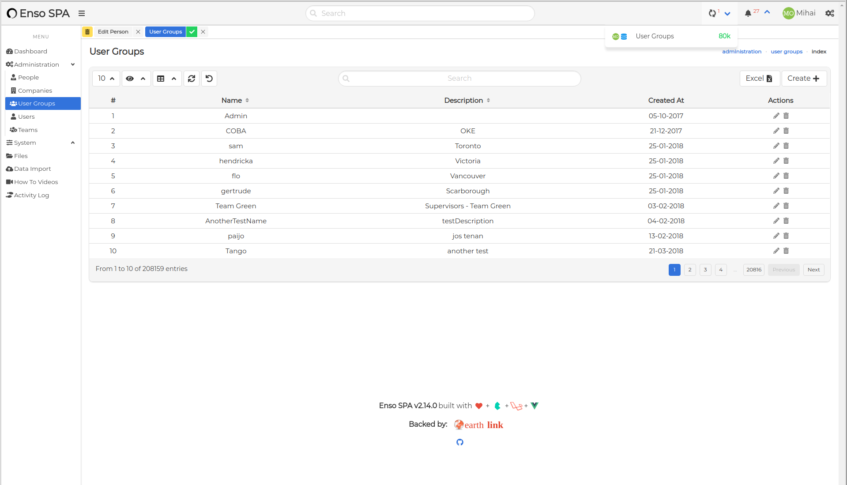 Enso SPA
Search
7
27
MO Mihai
MENU
Dashboard
Administration
People
Companies
User Groups
Users
Teams
System
Files
Data Import
How To Videos
Activity Log
Edit Person
User Groups
User Groups 80k
User Groups
administration user groups index
10
Search
Excel
Create
# Name Description Created At Actions
1 Admin 05-10-2017
2 COBA OKE 21-12-2017
3 sam Toronto 25-01-2018
4 hendricka Victoria 25-01-2018
5 flo Vancouver 25-01-2018
6 gertrude Scarborough 25-01-2018
7 Team Green Supervisors - Team Green 03-02-2018
8 AnotherTestName testDescription 04-02-2018
9 paijo jos tenan 13-02-2018
10 Tango another test 21-03-2018
From 1 to 10 of 208159 entries
1 2 3 4 ... 20816 Previous Next
Enso SPA v2.14.0 built with + + +
Backed by: earth link